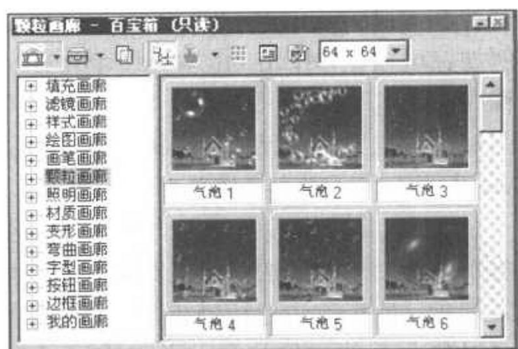 颗粒画廊 - 百宝箱 (只读)
64 x 64
填充画廊
滤镜画廊
样式画廊
绘图画廊
画笔画廊
颗粒画廊
照明画廊
材质画廊
变形画廊
弯曲画廊
字型画廊
按钮画廊
边框画廊
我的画廊
气泡 1
气泡 2
气泡 3
气泡 4
气泡 5
气泡 6